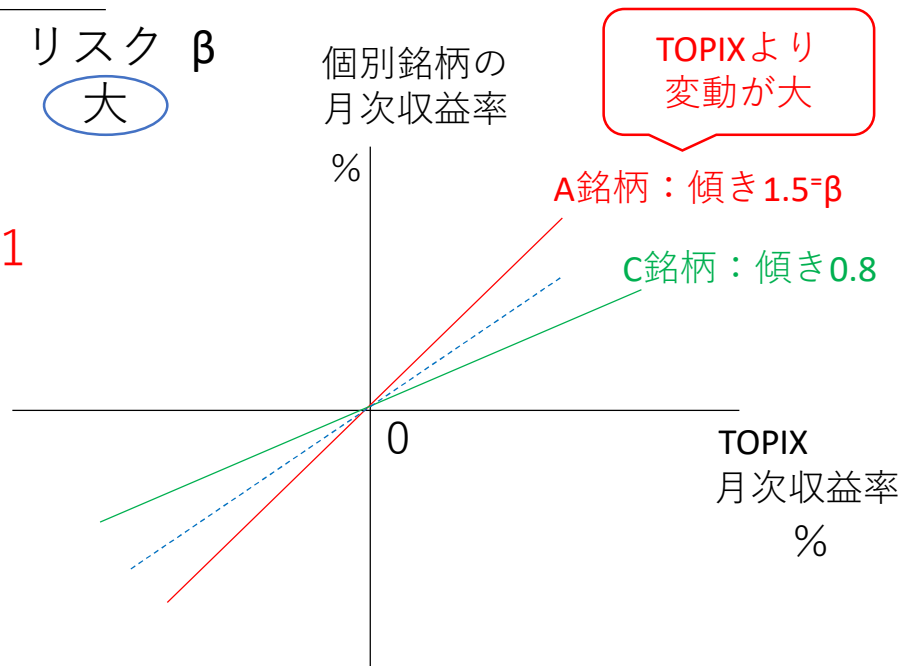 リスク β
大
個別銘柄の
月次収益率
%
TOPIXより
変動が大
A銘柄：傾き1.5=β
1
C銘柄：傾き0.8
0
TOPIX
月次収益率
%